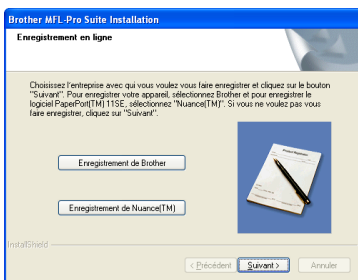 Brother MFL-Pro Suite Installation
Enregistrement en ligne
Choisissez l'entreprise avec qui vous voulez vous faire enregistrer et cliquez sur le bouton
"Suivant". Pour enregistrer votre appareil, sélectionnez Brother et pour enregistrer le
logiciel PaperPort(TM) 11SE, sélectionnez "Nuance(TM)". Si vous ne voulez pas vous
faire enregistrer, cliquez sur "Suivant".
Enregistrement de Brother
Enregistrement de Nuance(TM)
InstallShield
< Précédent
Suivant >
Annuler